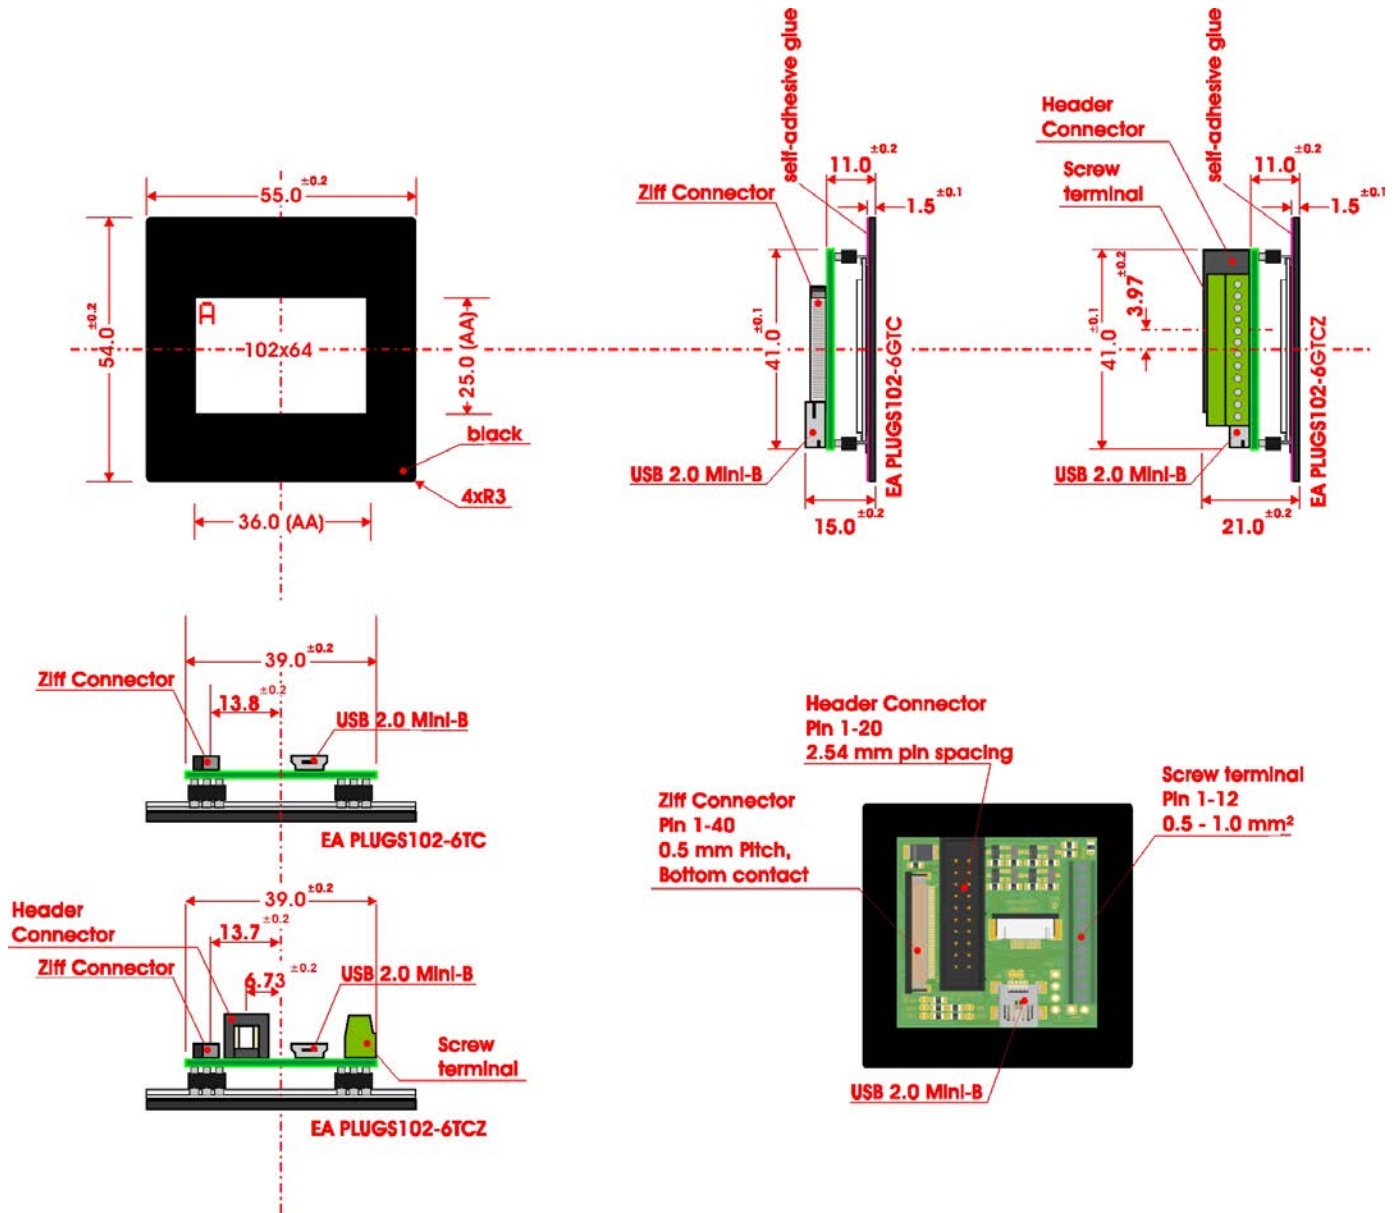 55.0 ±0.2
54.0 ±0.2
A
102x64
25.0 (AA)
black
4xR3
36.0 (AA)
self-adhesive glue
11.0 ±0.2
Ziff Connector
1.5 ±0.1
41.0 ±0.1
USB 2.0 Mini-B
15.0 ±0.2
EA PLUGS102-6GTC
self-adhesive glue
Header
Connector
11.0 ±0.2
Screw
terminal
1.5 ±0.1
3.97 ±0.2
41.0 ±0.1
USB 2.0 Mini-B
21.0 ±0.2
EA PLUGS102-6GTCZ
39.0 ±0.2
Ziff Connector
13.8 ±0.2
USB 2.0 Mini-B
EA PLUGS102-6TC
39.0 ±0.2
Header
Connector
13.7 ±0.2
Ziff Connector
6.73 ±0.2
USB 2.0 Mini-B
Screw
terminal
EA PLUGS102-6TCZ
Header Connector
Pin 1-20
2.54 mm pin spacing
Ziff Connector
Pin 1-40
0.5 mm Pitch,
Bottom contact
Screw terminal
Pin 1-12
0.5 - 1.0 mm²
USB 2.0 Mini-B